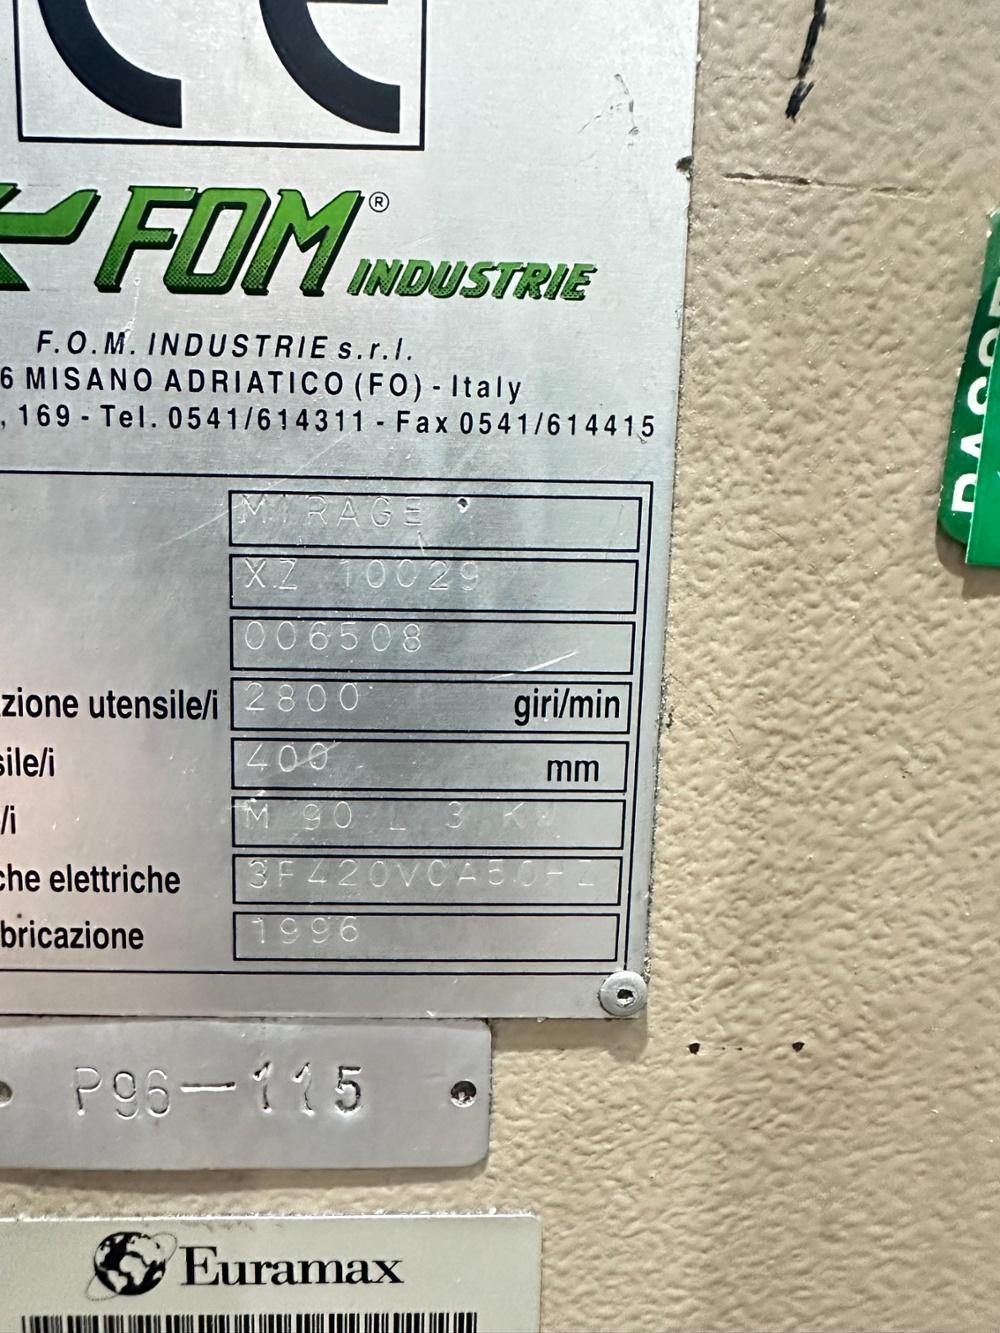 CE
FOM®
INDUSTRIE
F.O.M. INDUSTRIE s.r.l.
6 MISANO ADRIATICO (FO) - Italy
, 169 - Tel. 0541/614311 - Fax 0541/614415
MIRAGE
XZ 10029
006508
zione utensile/i 2800 giri/min
sile/i 400 mm
/i M 90 L 3 K
che elettriche 3F420VCA50HZ
bricazione 1996
P96-115
Euramax